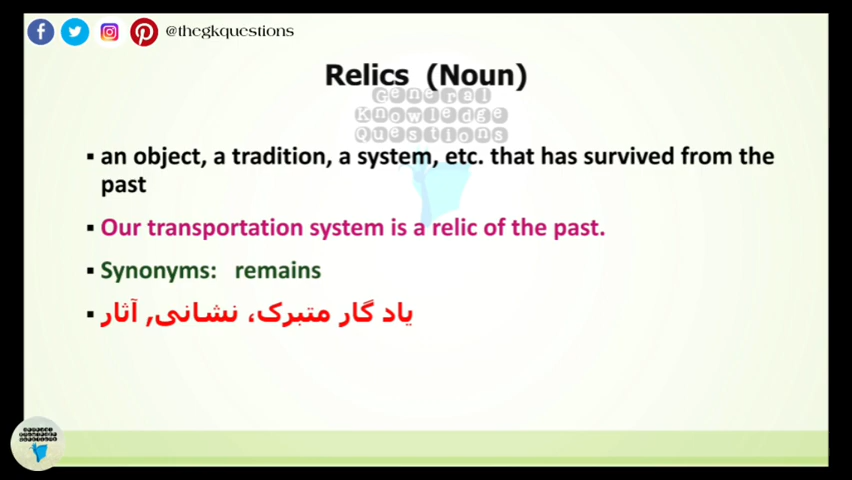 @thegkquestions
Relics (Noun)
General
Knowledge
Questions
▪ an object, a tradition, a system, etc. that has survived from the
past
▪ Our transportation system is a relic of the past.
▪ Synonyms: remains
▪ یاد گار متبرک، نشانی, آثار